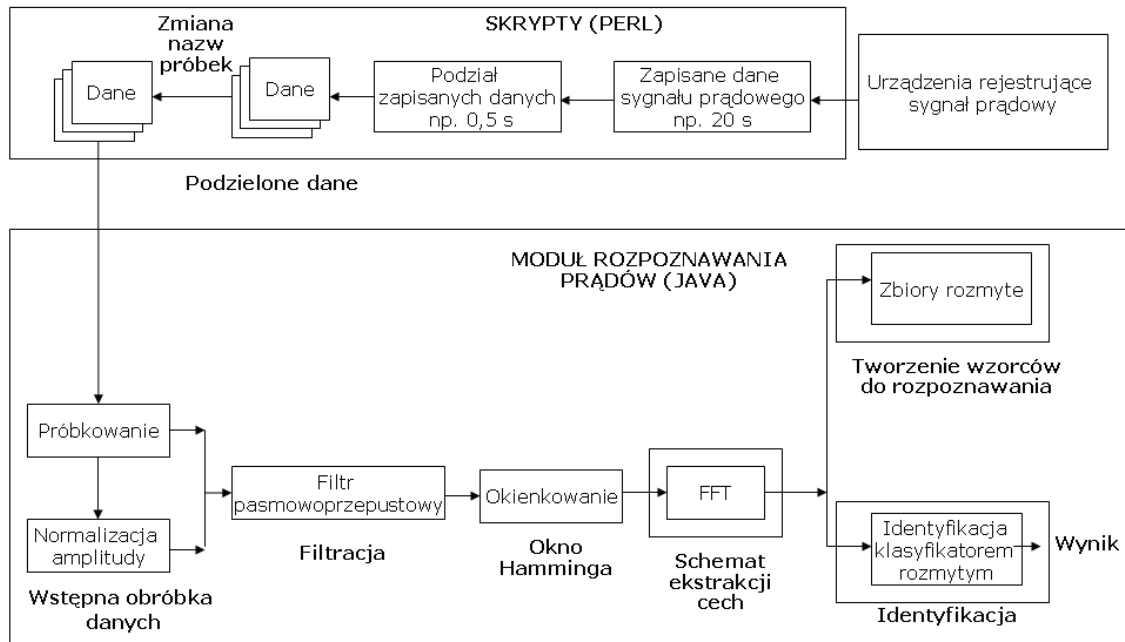 Zmiana
nazw
próbek
SKRYPTY (PERL)
Dane
Dane
Podział
zapisanych danych
np. 0,5 s
Zapisane dane
sygnału prądowego
np. 20 s
Urządzenia rejestrujące
sygnał prądowy
Podzielone dane
MODUŁ ROZPOZNAWANIA
PRĄDÓW (JAVA)
Zbiory rozmyte
Tworzenie wzorców
do rozpoznawania
Próbkowanie
Normalizacja
amplitudy
Wstępna obróbka
danych
Filtr
pasmowoprzepustowy
Filtracja
Okienkowanie
Okno
Hamminga
FFT
Schemat
ekstrakcji
cech
Identyfikacja
klasyfikatorem
rozmytym
Identyfikacja
Wynik